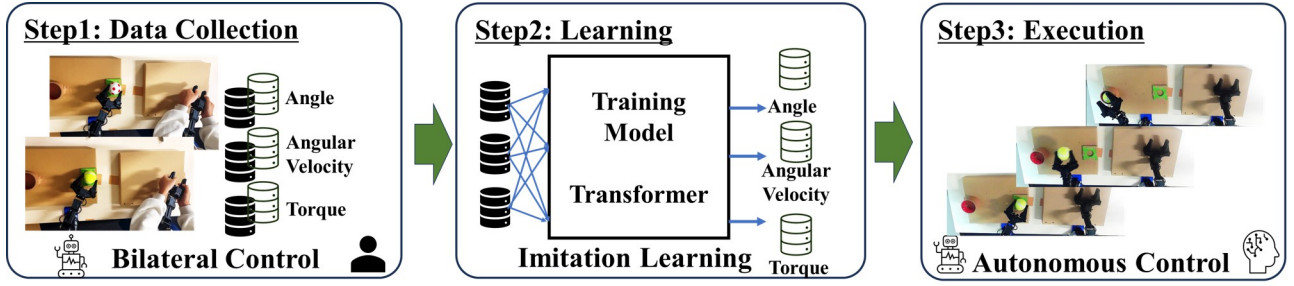 Step1: Data Collection
Angle
Angular
Velocity
Torque
Bilateral Control
Step2: Learning
Training
Model
Transformer
Angle
Angular
Velocity
Torque
Imitation Learning
Step3: Execution
Autonomous Control